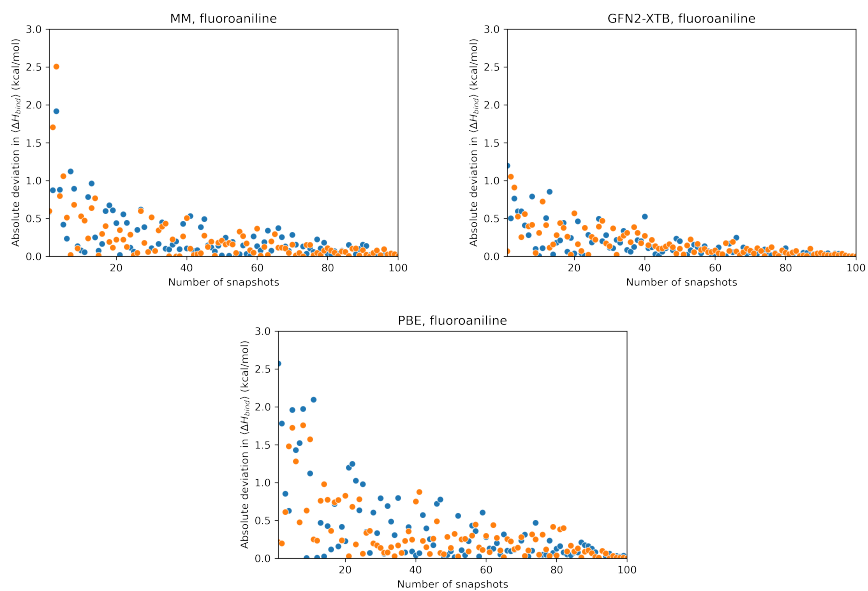 MM, fluoroaniline
3.0
2.5
2.0
1.5
1.0
0.5
0.0
Absolute deviation in ⟨ΔH_bind⟩ (kcal/mol)
20 40 60 80 100
Number of snapshots
GFN2-XTB, fluoroaniline
3.0
2.5
2.0
1.5
1.0
0.5
0.0
Absolute deviation in ⟨ΔH_bind⟩ (kcal/mol)
20 40 60 80 100
Number of snapshots
PBE, fluoroaniline
3.0
2.5
2.0
1.5
1.0
0.5
0.0
Absolute deviation in ⟨ΔH_bind⟩ (kcal/mol)
20 40 60 80 100
Number of snapshots